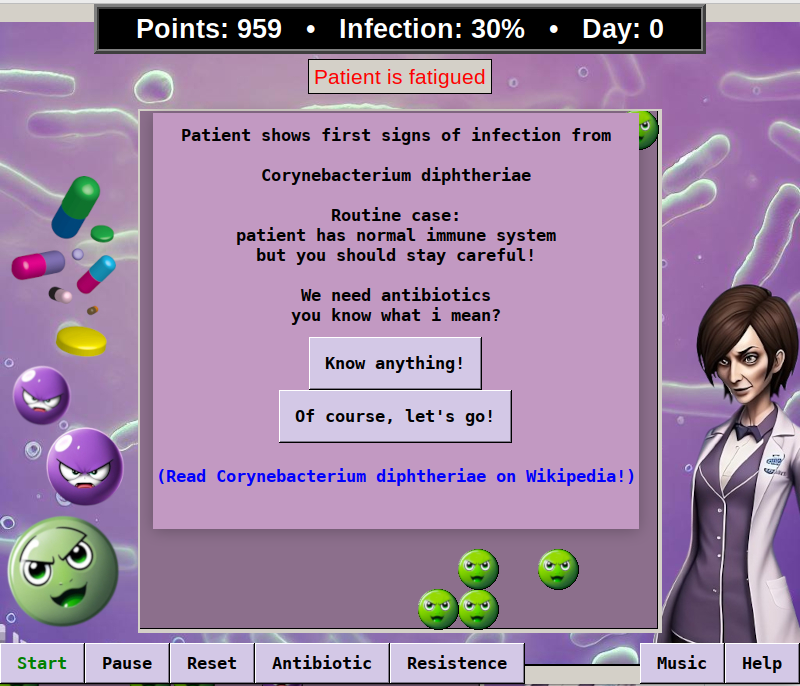 Points: 959 • Infection: 30% • Day: 0
Patient is fatigued
Patient shows first signs of infection from
Corynebacterium diphtheriae
Routine case:
patient has normal immune system
but you should stay careful!
We need antibiotics
you know what i mean?
Know anything!
Of course, let's go!
(Read Corynebacterium diphtheriae on Wikipedia!)
Start Pause Reset Antibiotic Resistence Music Help